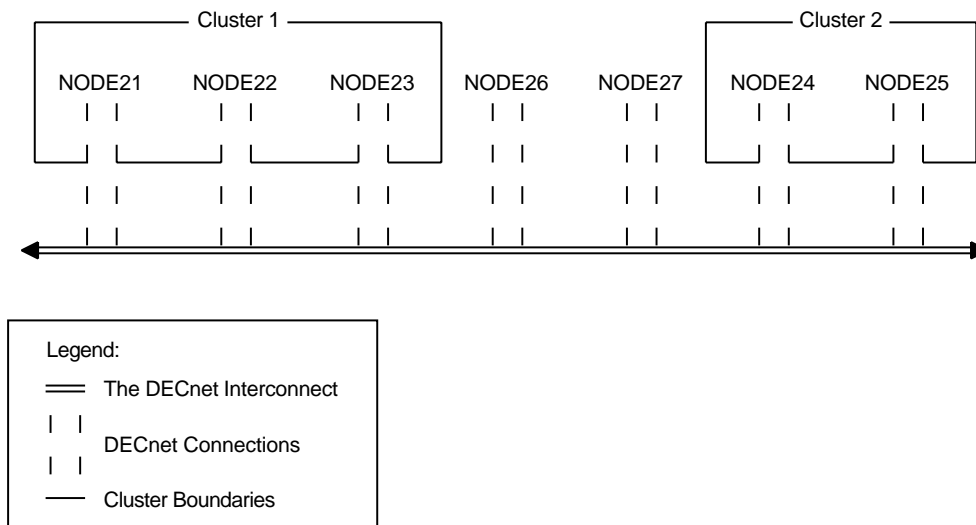 Cluster 1
Cluster 2
NODE21 NODE22 NODE23 NODE26 NODE27 NODE24 NODE25
Legend:
The DECnet Interconnect
DECnet Connections
Cluster Boundaries